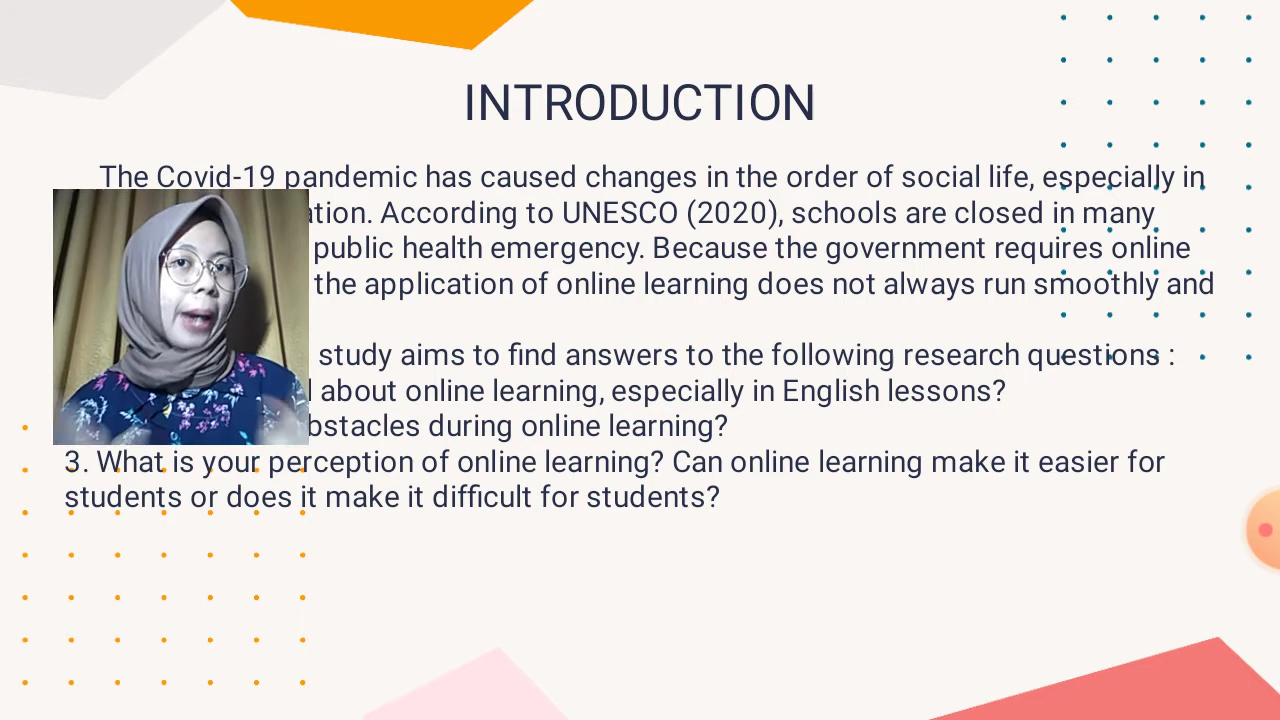 INTRODUCTION
The Covid-19 pandemic has caused changes in the order of social life, especially in
According to UNESCO (2020), schools are closed in many
public health emergency. Because the government requires online
the application of online learning does not always run smoothly and
study aims to find answers to the following research questions :
about online learning, especially in English lessons?
during online learning?
3. What is your perception of online learning? Can online learning make it easier for
students or does it make it difficult for students?